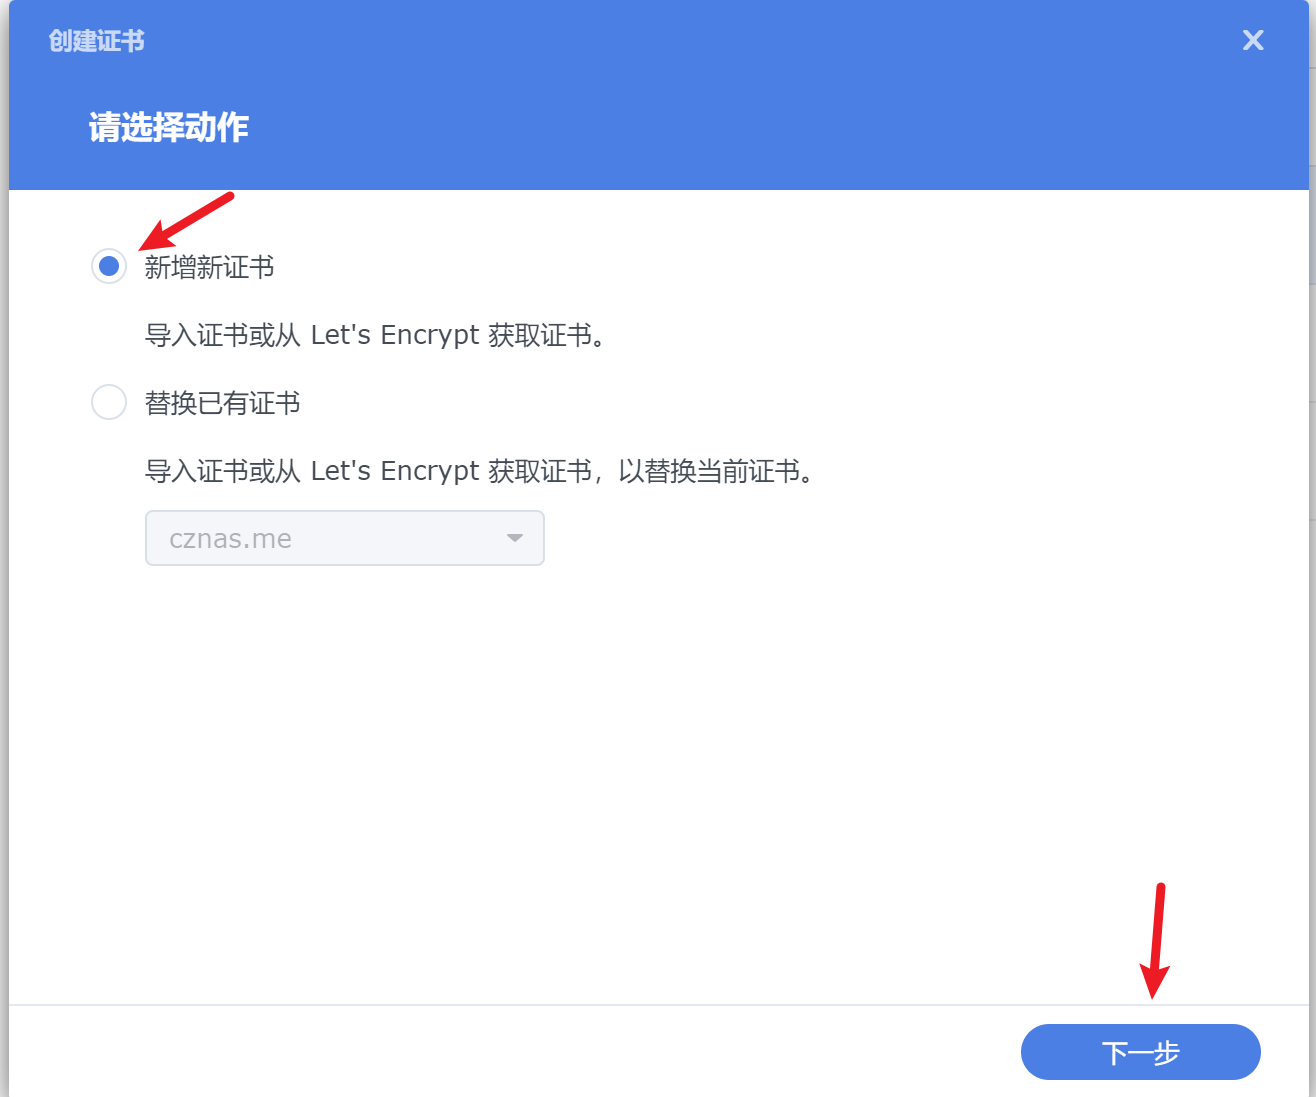 创建证书
请选择动作
新增新证书
导入证书或从 Let's Encrypt 获取证书。
替换已有证书
导入证书或从 Let's Encrypt 获取证书，以替换当前证书。
cznas.me
下一步